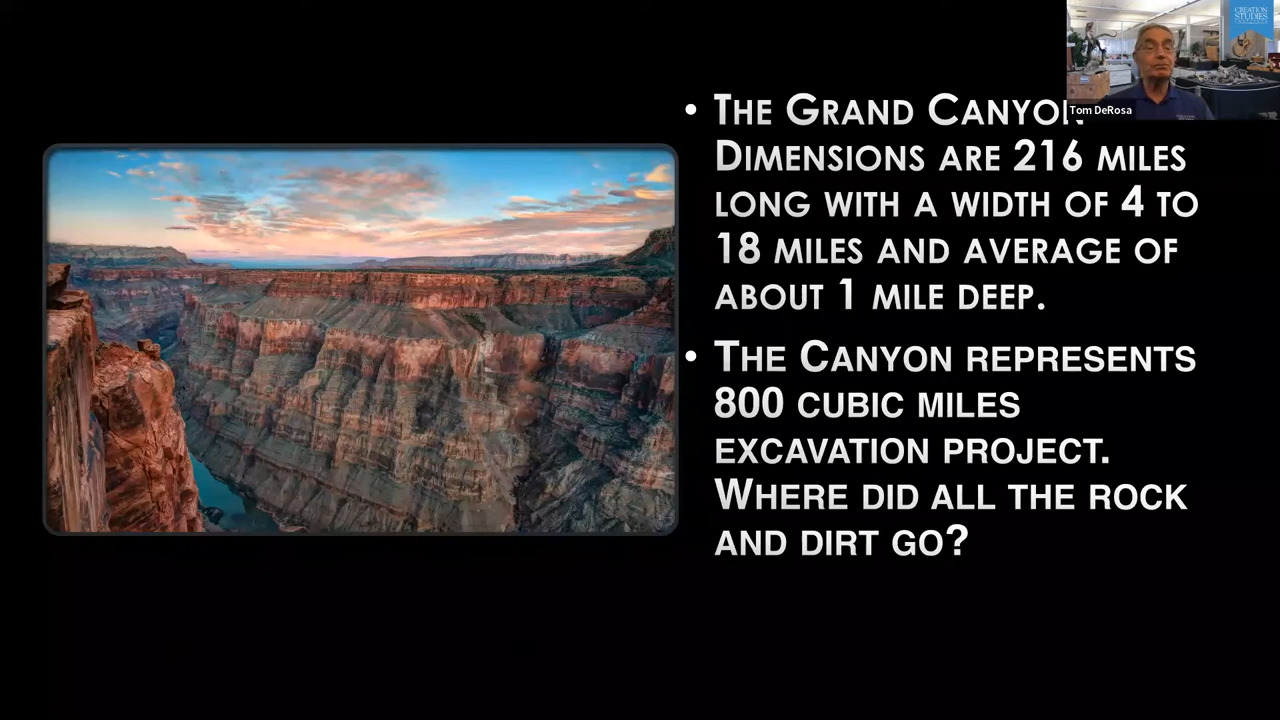 CREATION
STUDIES
Tom DeRosa
• THE GRAND CANYON
DIMENSIONS ARE 216 MILES
LONG WITH A WIDTH OF 4 TO
18 MILES AND AVERAGE OF
ABOUT 1 MILE DEEP.
• THE CANYON REPRESENTS
800 CUBIC MILES
EXCAVATION PROJECT.
WHERE DID ALL THE ROCK
AND DIRT GO?